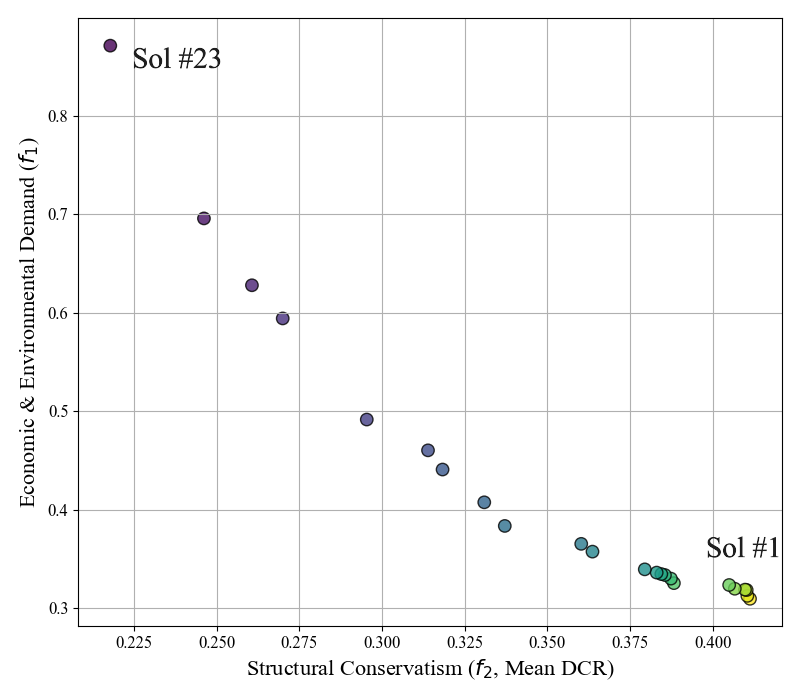 Sol #23
0.8
0.7
0.6
0.5
0.4
0.3
Sol #1
0.225 0.250 0.275 0.300 0.325 0.350 0.375 0.400
Structural Conservatism (f₂, Mean DCR)
Economic & Environmental Demand (f₁)